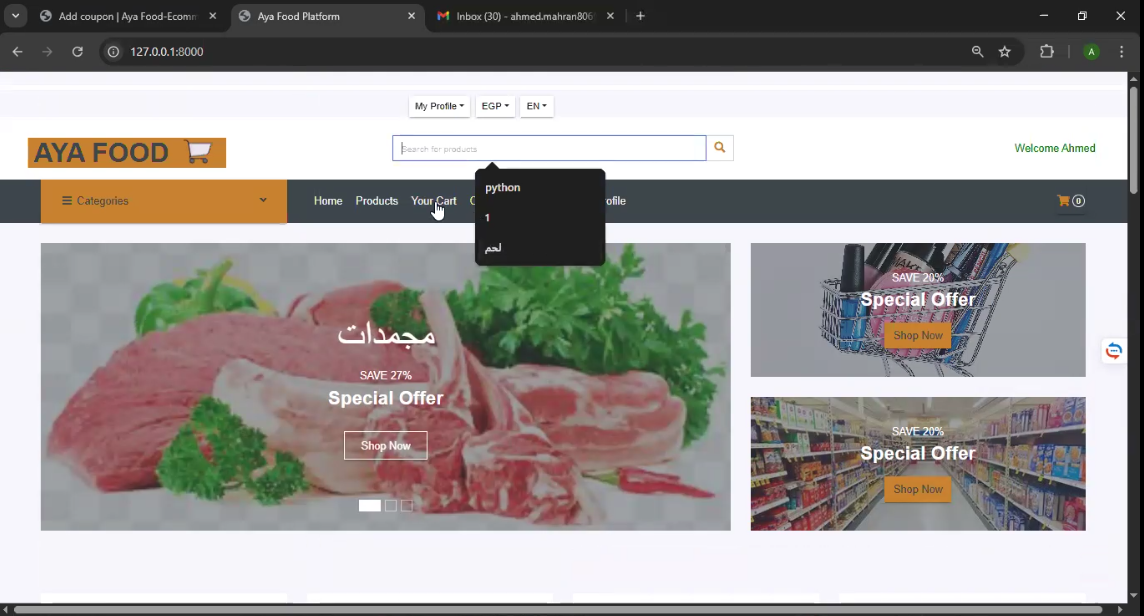 Add coupon | Aya Food-Ecomm
Aya Food Platform
Inbox (30) - ahmed.mahran806
127.0.0.1:8000
A
My Profile
EGP
EN
AYA FOOD
Search for products
Welcome Ahmed
Categories
Home
Products
Your Cart
ofile
0
python
1
لحم
مجمدات
SAVE 27%
Special Offer
Shop Now
SAVE 20%
Special Offer
Shop Now
SAVE 20%
Special Offer
Shop Now